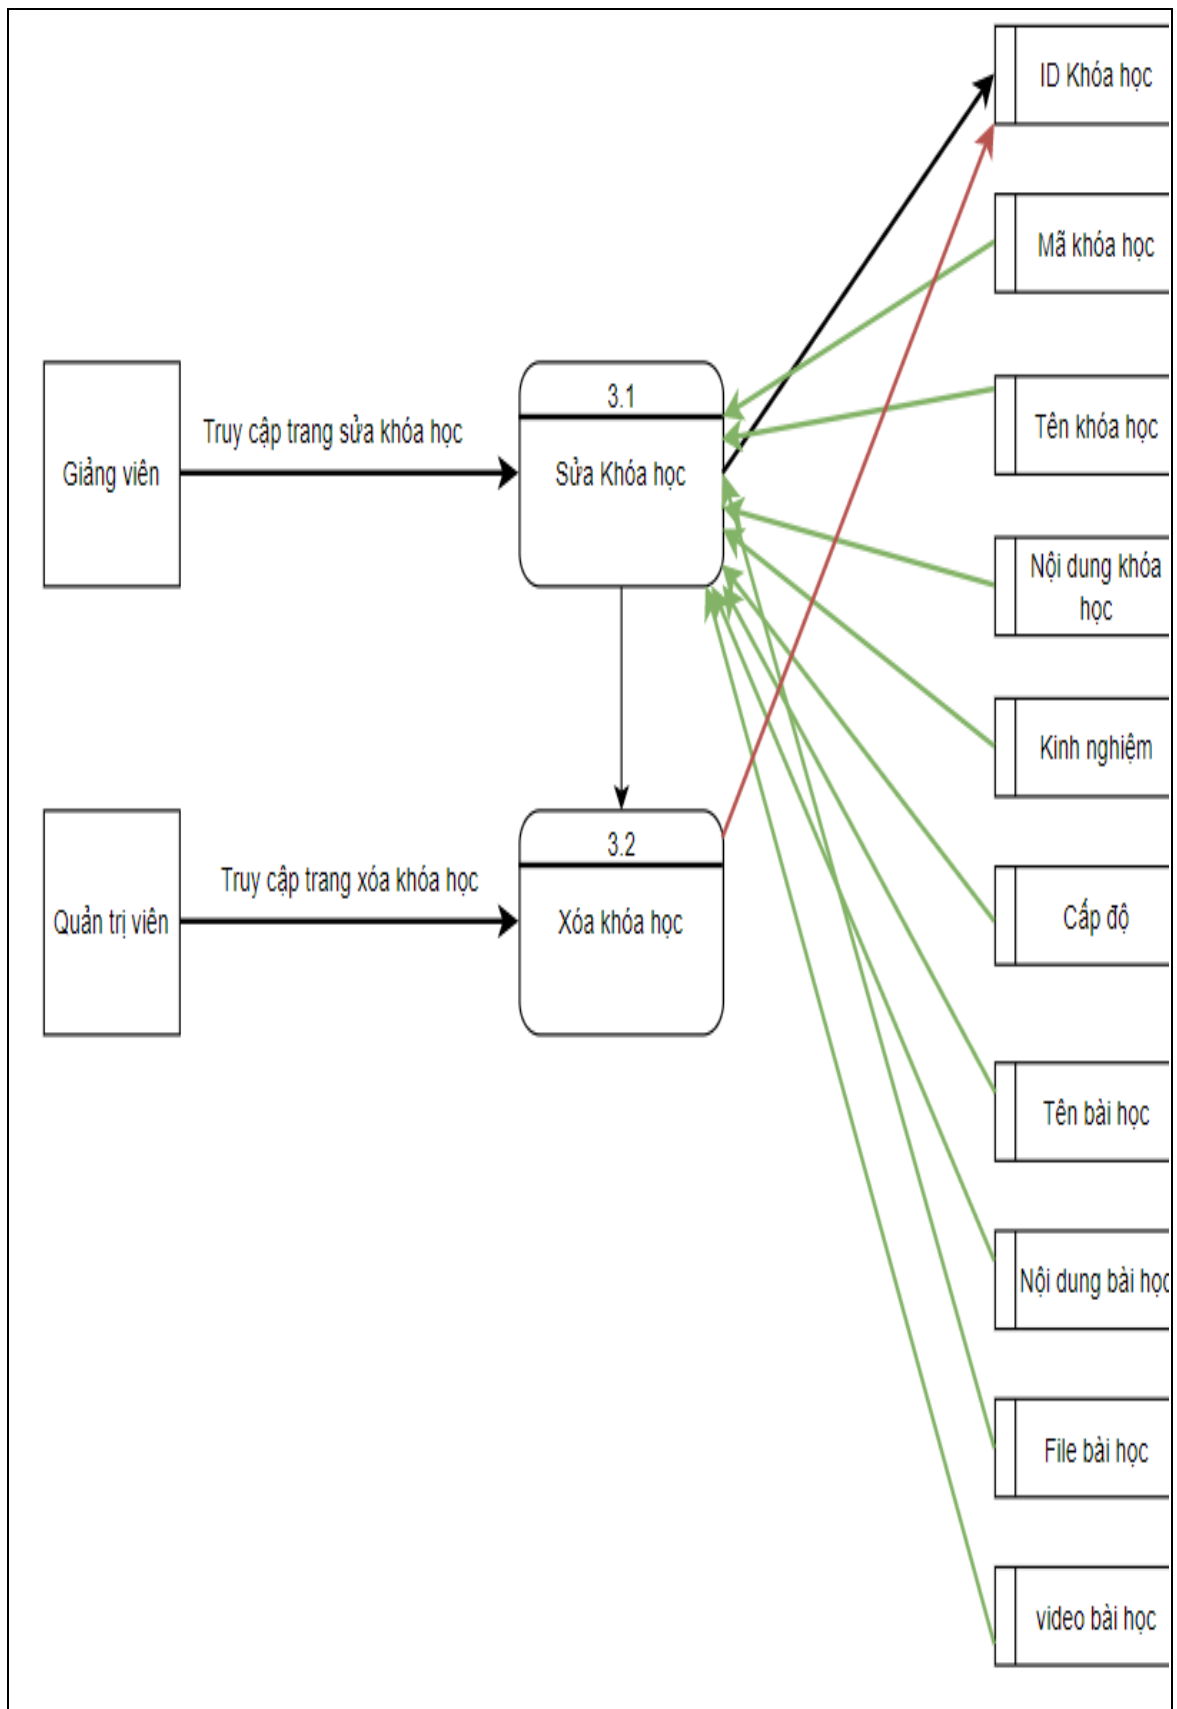 ID Khóa học
Mã khóa học
Tên khóa học
Nội dung khóa
học
Kinh nghiệm
Cấp độ
Tên bài học
Nội dung bài học
File bài học
video bài học
Giảng viên
Truy cập trang sửa khóa học
3.1
Sửa Khóa học
Quản trị viên
Truy cập trang xóa khóa học
3.2
Xóa khóa học